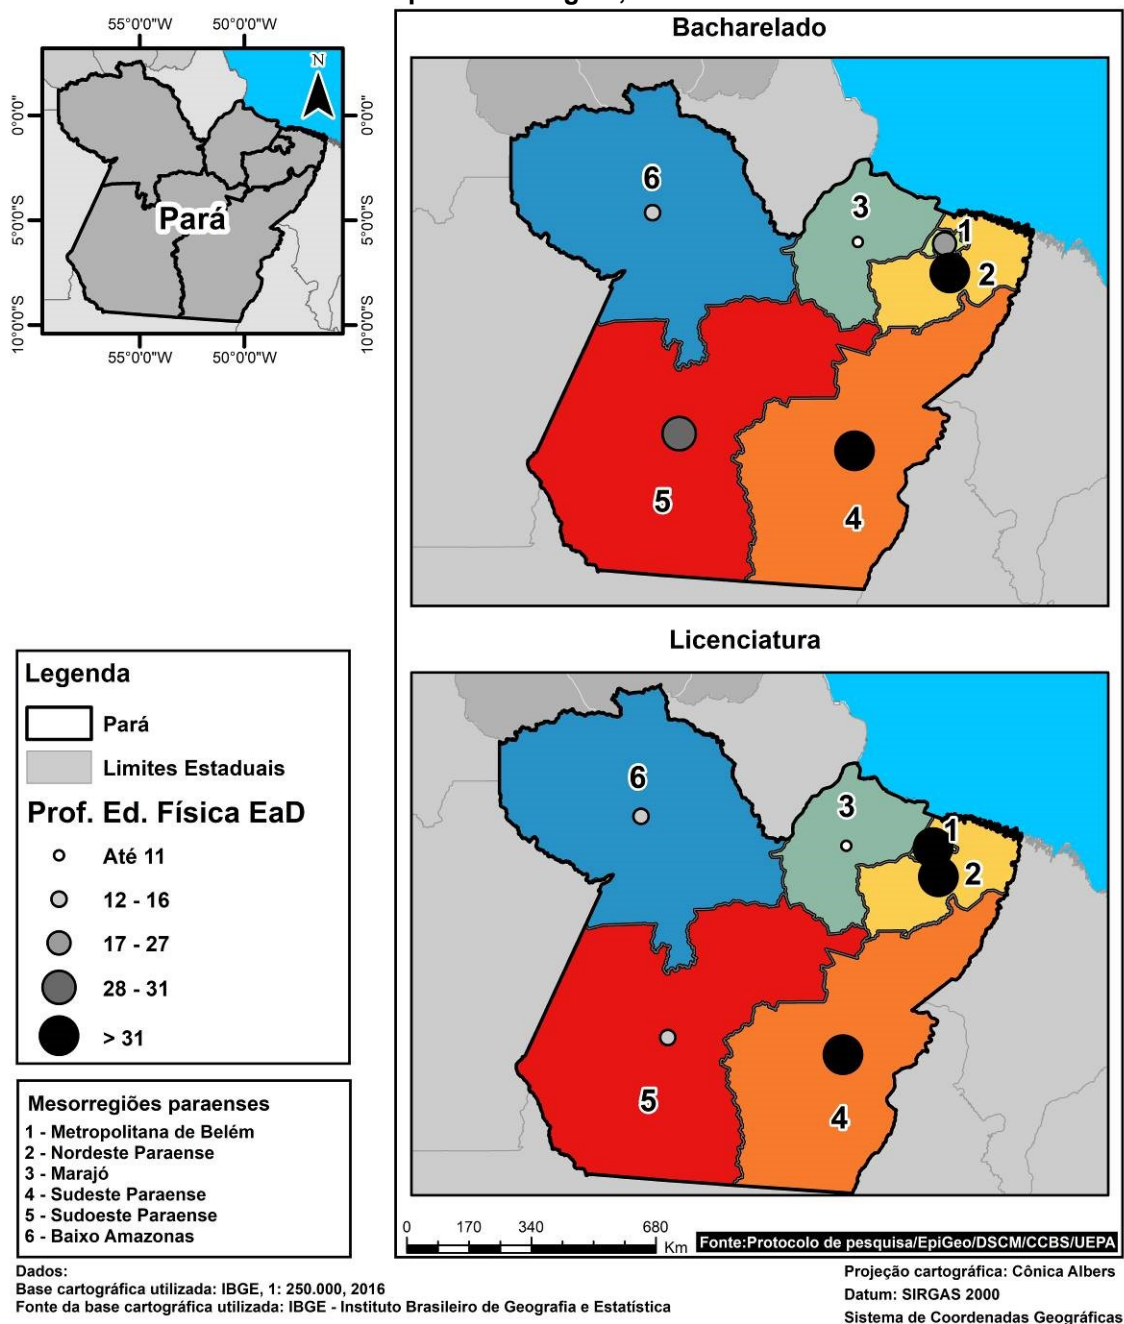 55°0'0"W 50°0'0"W
N
0°0'0" 0°0'0"
5°0'0"S 5°0'0"S
10°0'0"S 10°0'0"S
Pará
55°0'0"W 50°0'0"W
Bacharelado
6
3
1
2
5
4
Licenciatura
6
3
1
2
5
4
Legenda
Pará
Limites Estaduais
Prof. Ed. Física EaD
Até 11
12 - 16
17 - 27
28 - 31
> 31
Mesorregiões paraenses
1 - Metropolitana de Belém
2 - Nordeste Paraense
3 - Marajó
4 - Sudeste Paraense
5 - Sudoeste Paraense
6 - Baixo Amazonas
0 170 340 680
Km
Fonte:Protocolo de pesquisa/EpiGeo/DSCM/CCBS/UEPA
Dados:
Base cartográfica utilizada: IBGE, 1: 250.000, 2016
Fonte da base cartográfica utilizada: IBGE - Instituto Brasileiro de Geografia e Estatística
Projeção cartográfica: Cônica Albers
Datum: SIRGAS 2000
Sistema de Coordenadas Geográficas